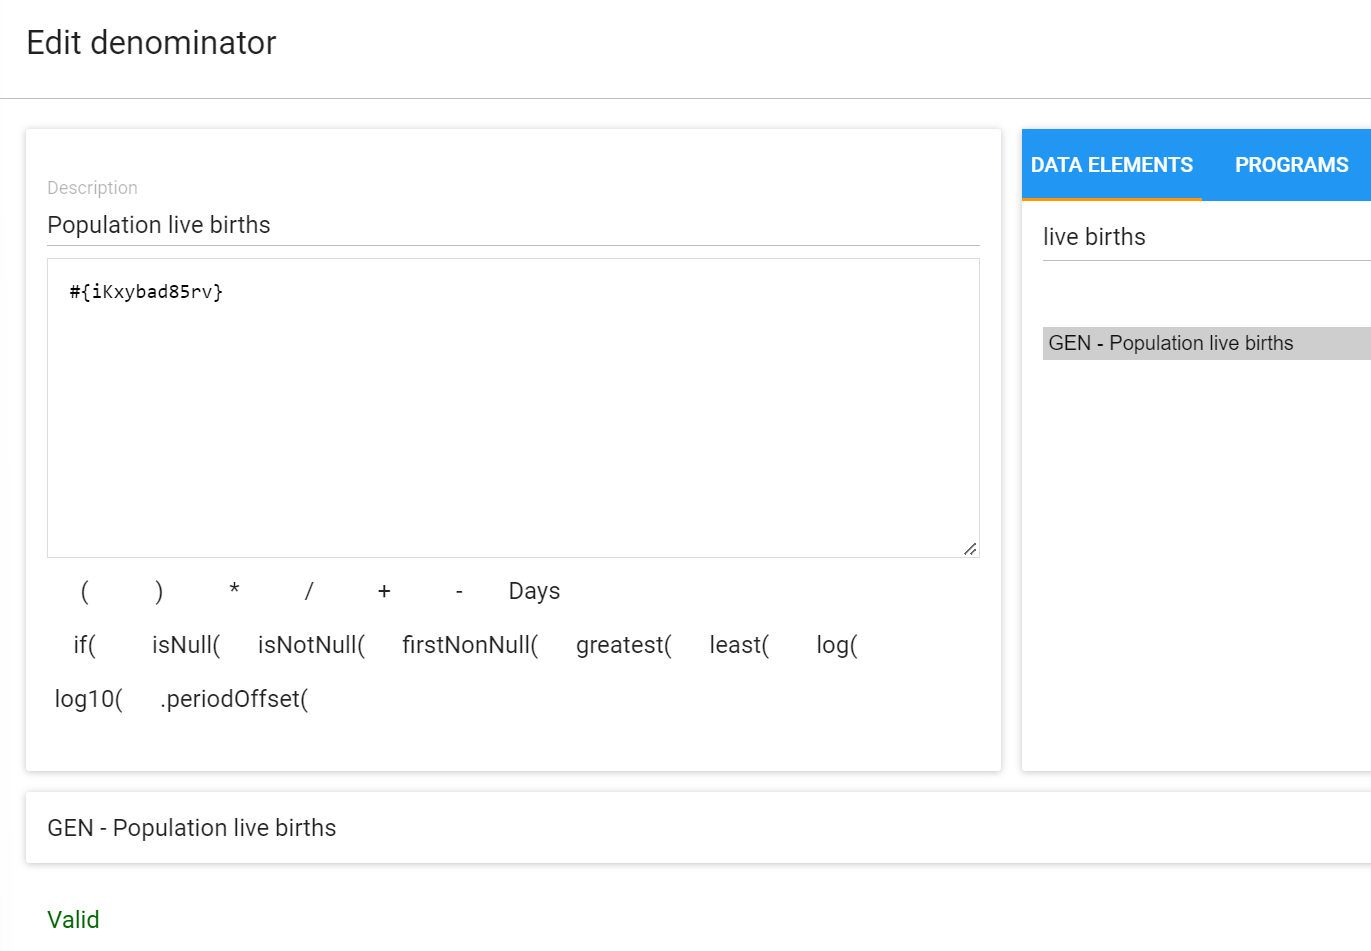 Edit denominator
Description
Population live births
#{iKxybad85rv}
( ) * / + - Days
if( isNull( isNotNull( firstNonNull( greatest( least( log(
log10( .periodOffset(
DATA ELEMENTS PROGRAMS
live births
GEN - Population live births
GEN - Population live births
Valid